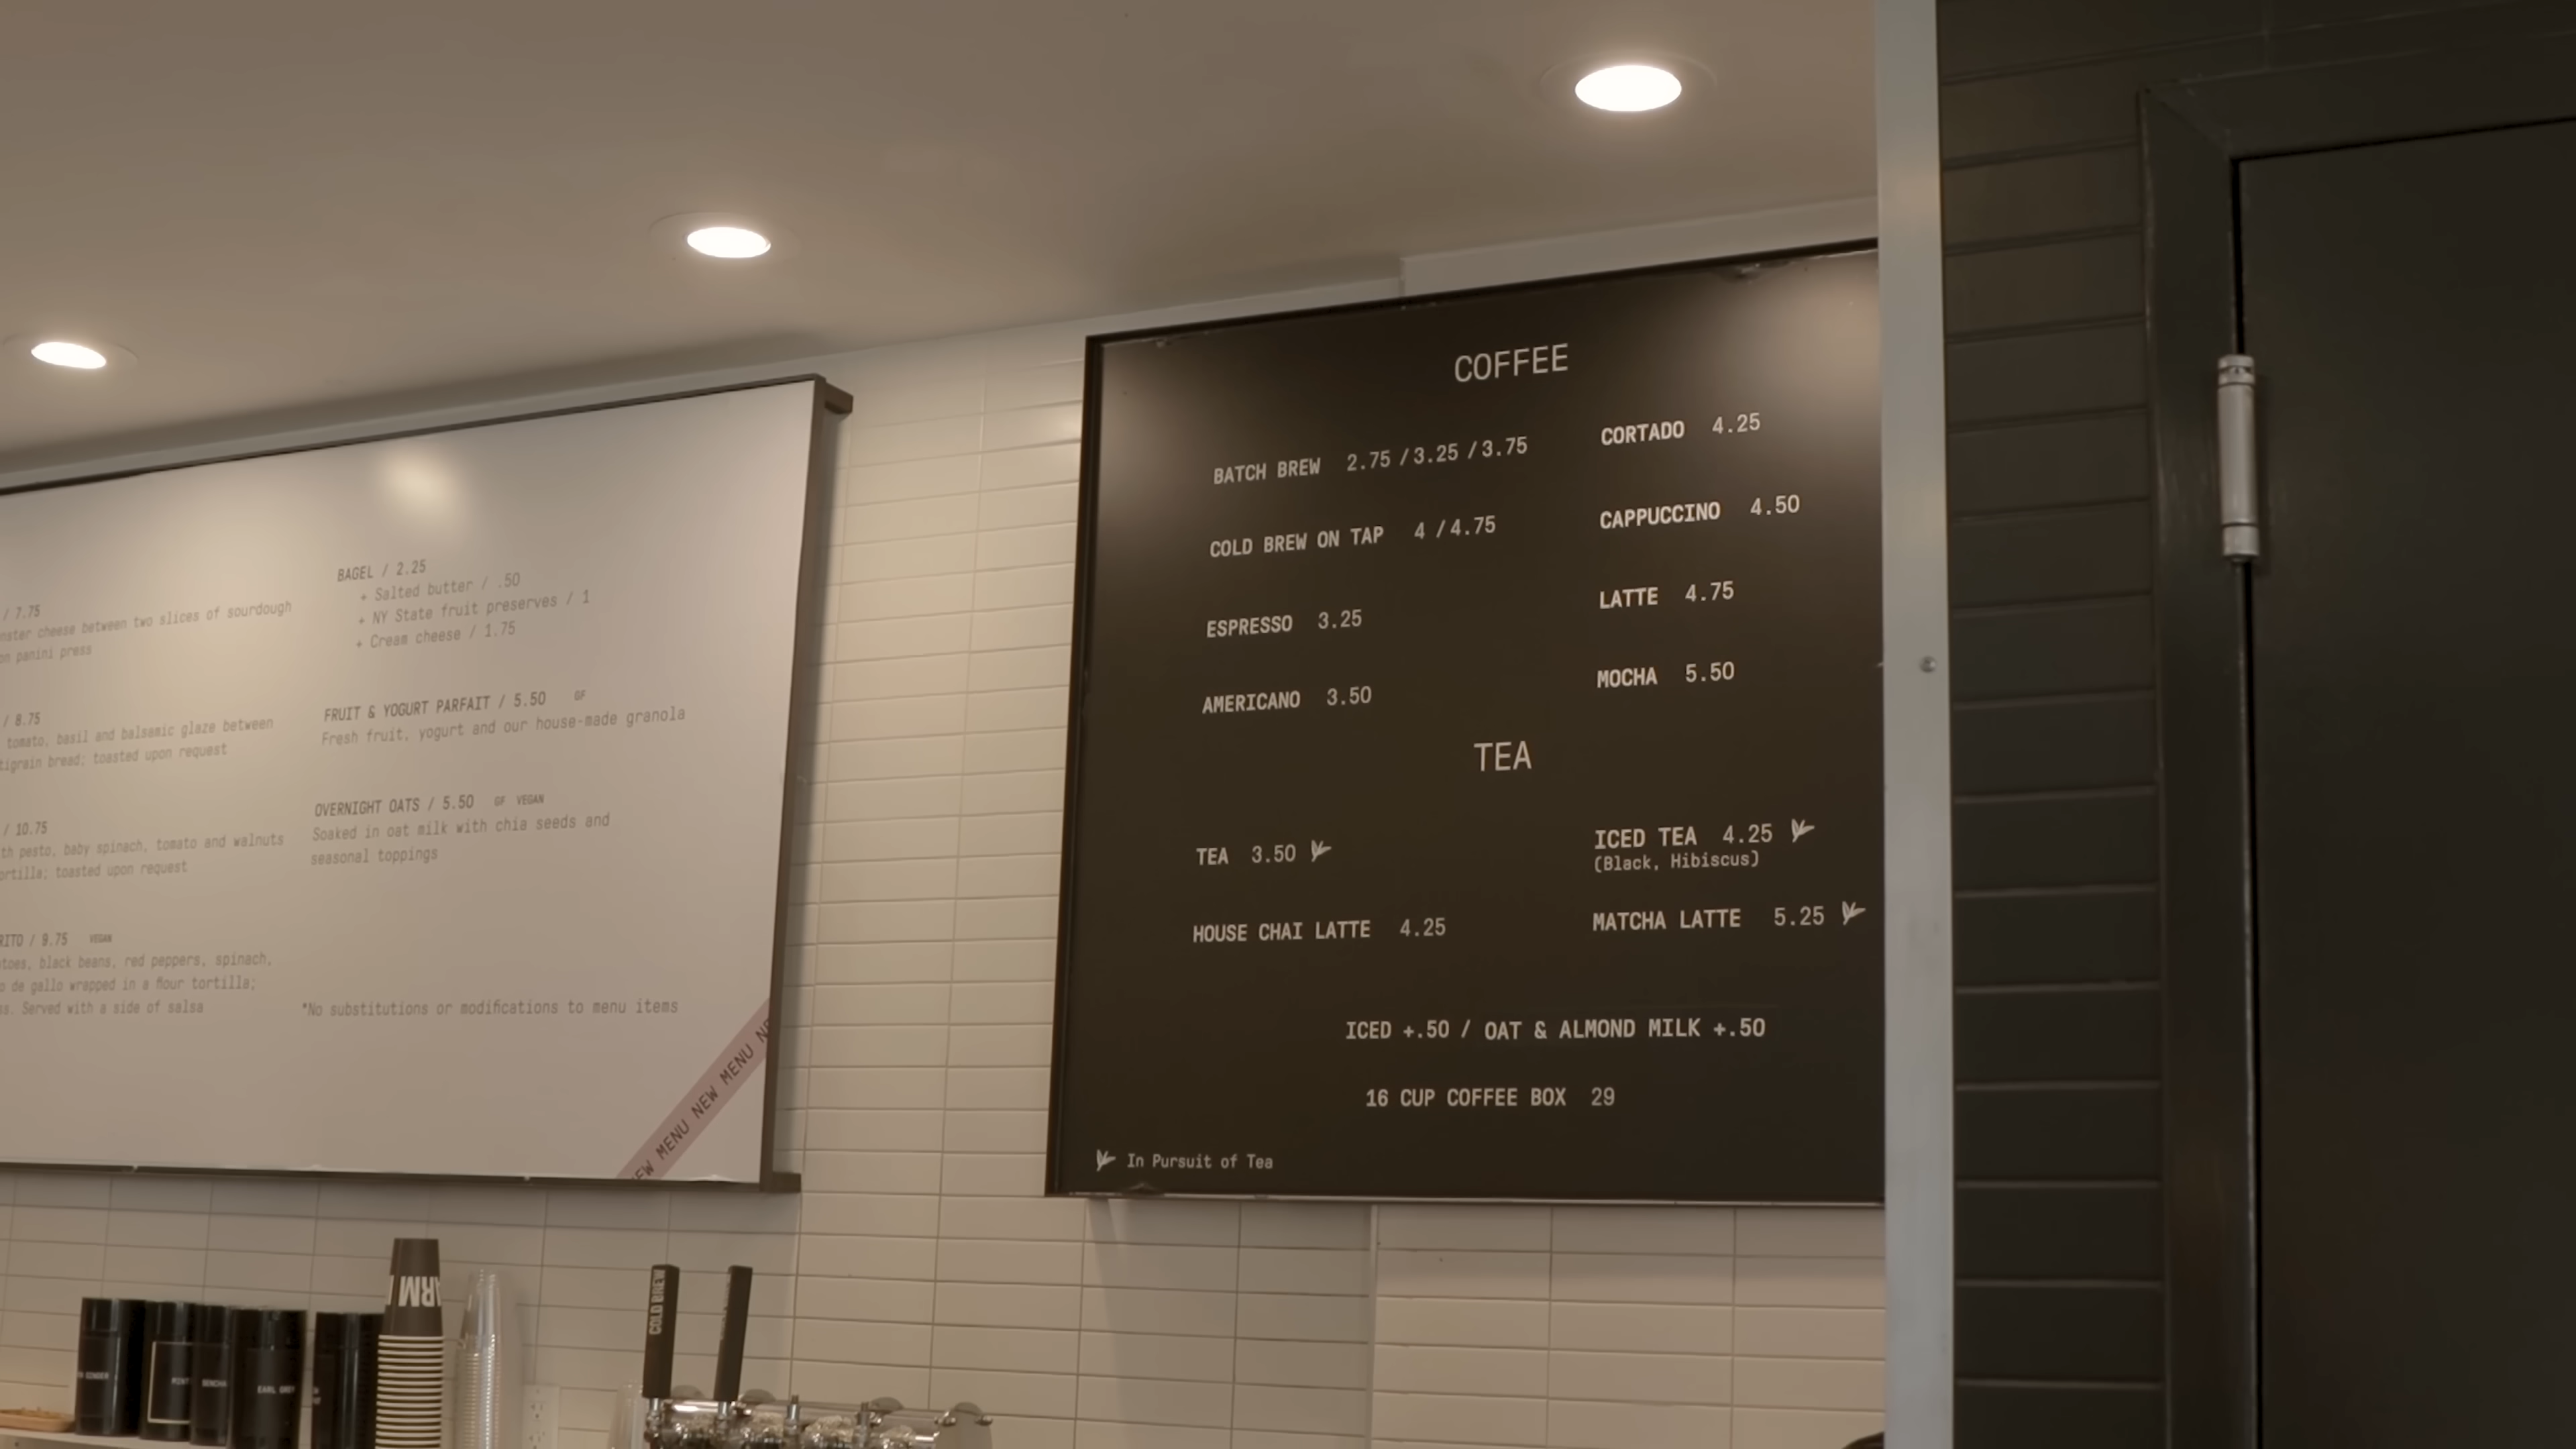 / 7.75
cheese between two slices of sourdough
on panini press
/ 8.75
tomato, basil and balsamic glaze between
bread; toasted upon request
/ 10.75
pesto, baby spinach, tomato and walnuts
toasted upon request
/ 9.75 VEGAN
black beans, red peppers, spinach,
de gallo wrapped in a flour tortilla;
Served with a side of salsa
BAGEL / 2.25
+ Salted butter / .50
+ NY State fruit preserves / 1
+ Cream cheese / 1.75
FRUIT & YOGURT PARFAIT / 5.50 GF
Fresh fruit, yogurt and our house-made granola
OVERNIGHT OATS / 5.50 GF VEGAN
Soaked in oat milk with chia seeds and
seasonal toppings
*No substitutions or modifications to menu items
MENU NEW MENU
COFFEE
BATCH BREW 2.75 / 3.25 / 3.75
COLD BREW ON TAP 4 / 4.75
ESPRESSO 3.25
AMERICANO 3.50
CORTADO 4.25
CAPPUCCINO 4.50
LATTE 4.75
MOCHA 5.50
TEA
TEA 3.50
HOUSE CHAI LATTE 4.25
ICED TEA 4.25
(Black, Hibiscus)
MATCHA LATTE 5.25
ICED +.50 / OAT & ALMOND MILK +.50
16 CUP COFFEE BOX 29
In Pursuit of Tea
GINGER
MINT
SENCHA
EARL GREY
COLD BREW